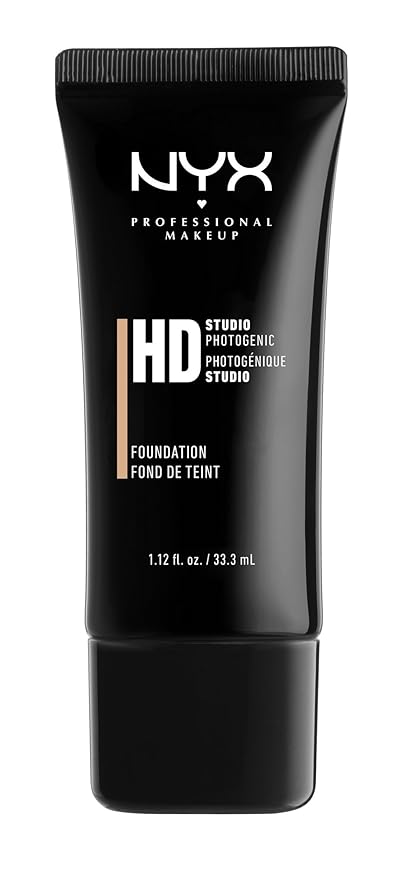 NYX
PROFESSIONAL
MAKEUP
HD
STUDIO
PHOTOGENIC
PHOTOGÉNIQUE
STUDIO
FOUNDATION
FOND DE TEINT
1.12 fl. oz. / 33.3 mL